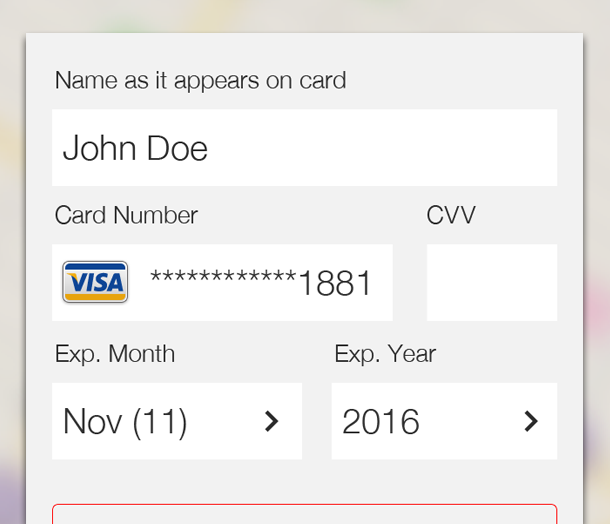 Name as it appears on card
John Doe
Card Number CVV
VISA ************1881
Exp. Month Exp. Year
Nov (11) 2016